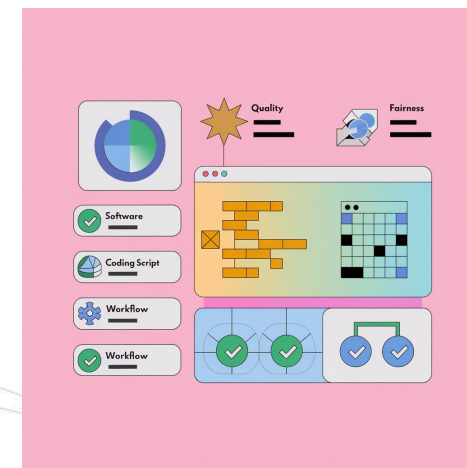 Quality
Fairness
Software
Coding Script
Workflow
Workflow